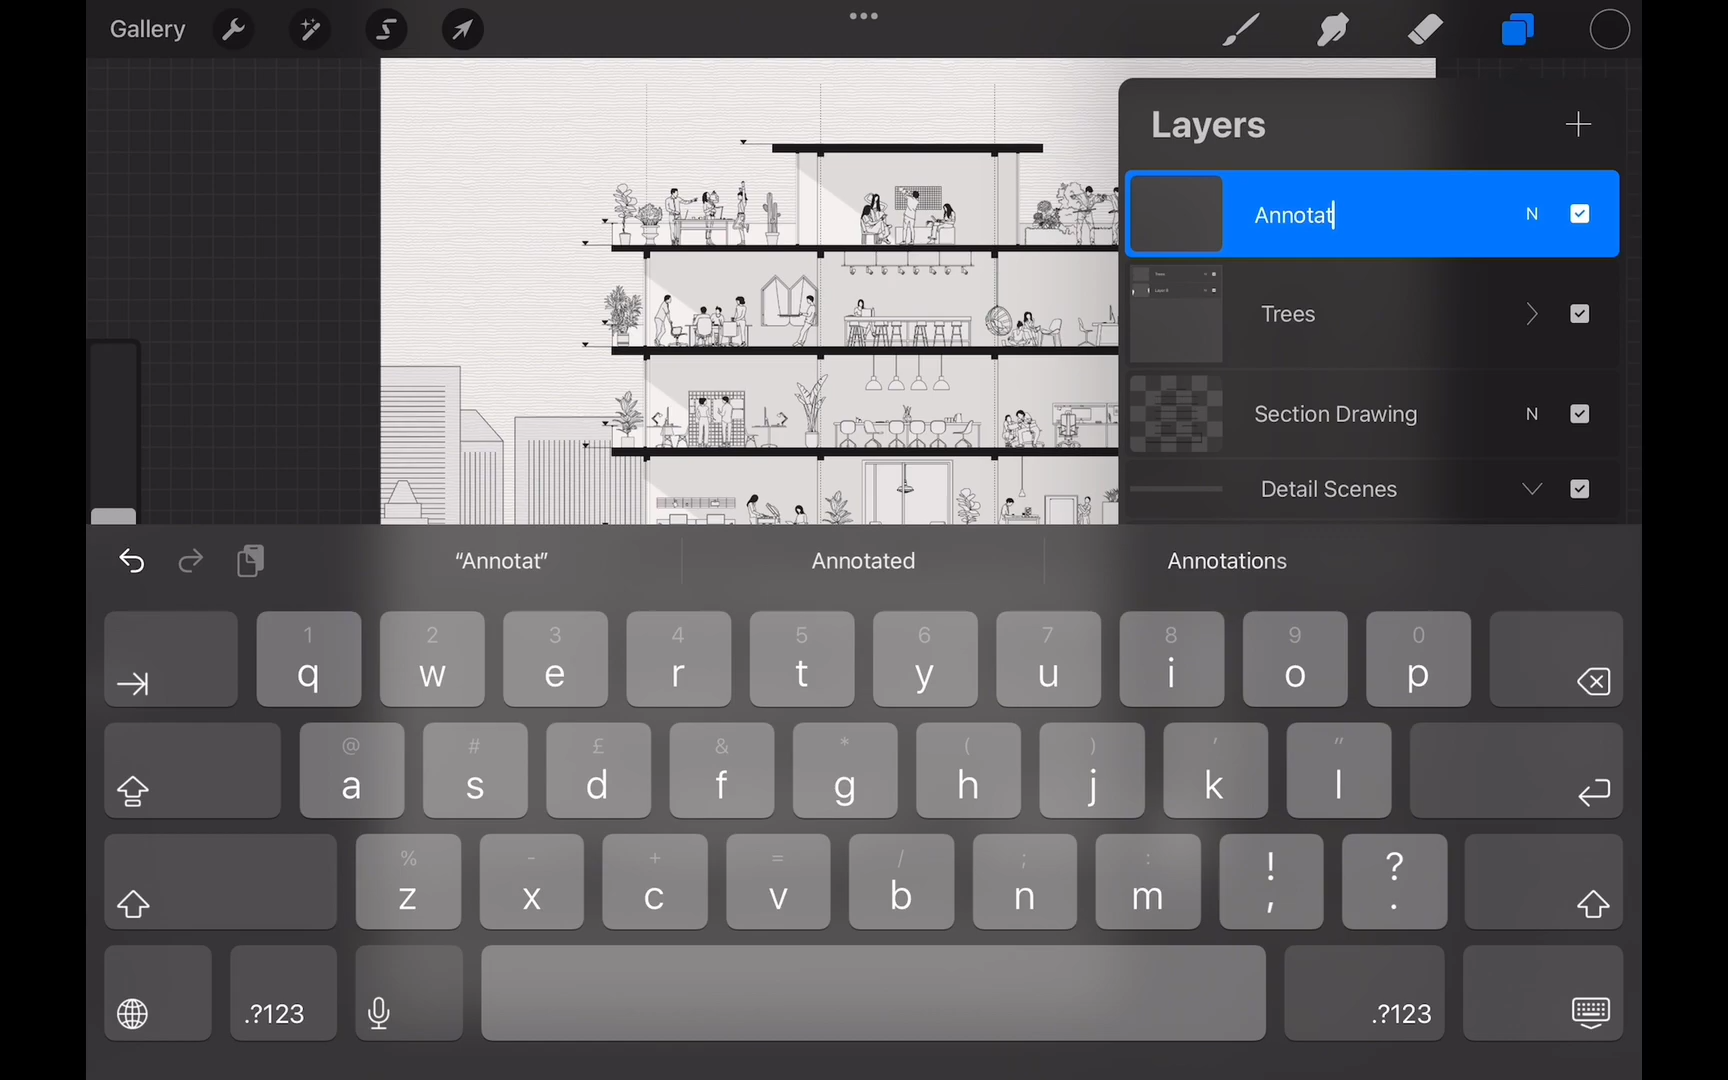 Gallery
Layers
Annotat
N
Trees
Section Drawing
N
Detail Scenes
“Annotat”
Annotated
Annotations
1 2 3 4 5 6 7 8 9 0
q w e r t y u i o p
@ # £ & * ( ) ' "
a s d f g h j k l
% - + = / ; : ! ?
z x c v b n m , .
.?123
.?123